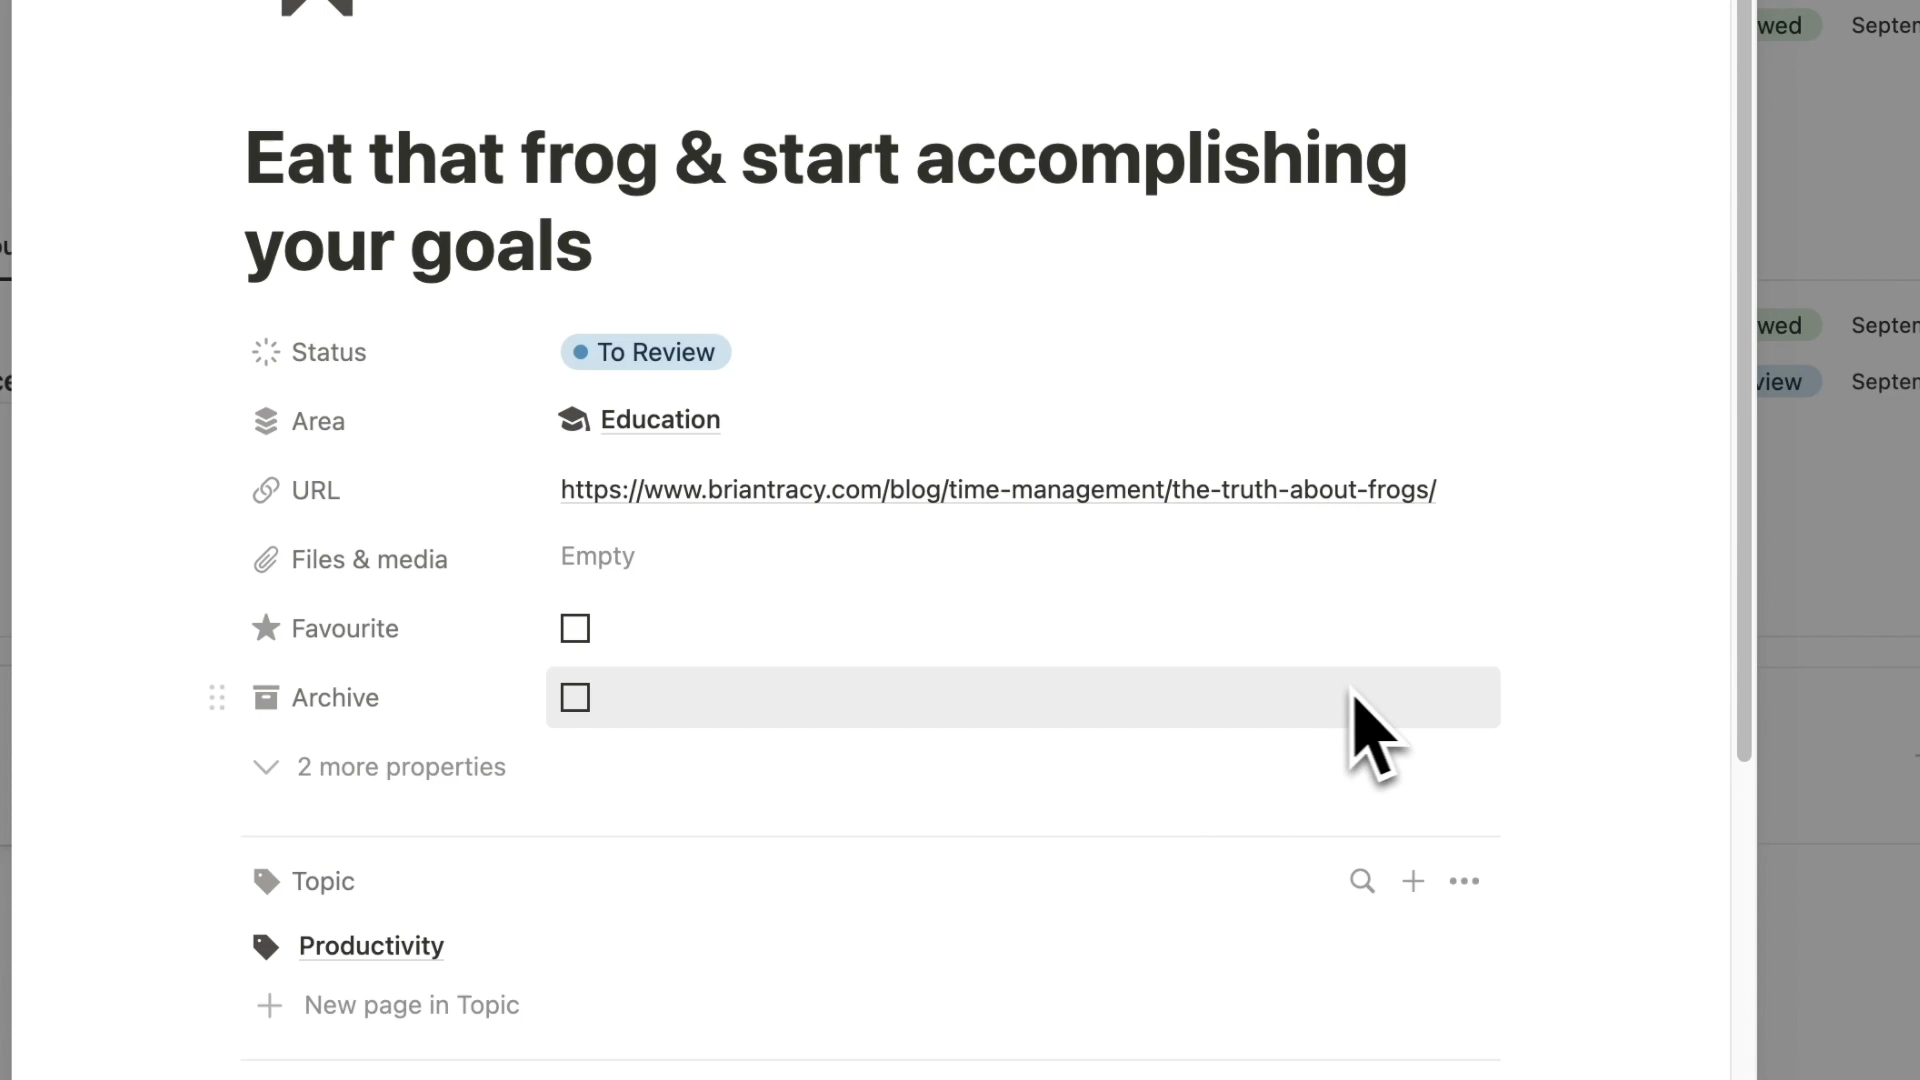 Eat that frog & start accomplishing
your goals
Status To Review
Area Education
URL https://www.briantracy.com/blog/time-management/the-truth-about-frogs/
Files & media Empty
Favourite
Archive
2 more properties
Topic
Productivity
New page in Topic